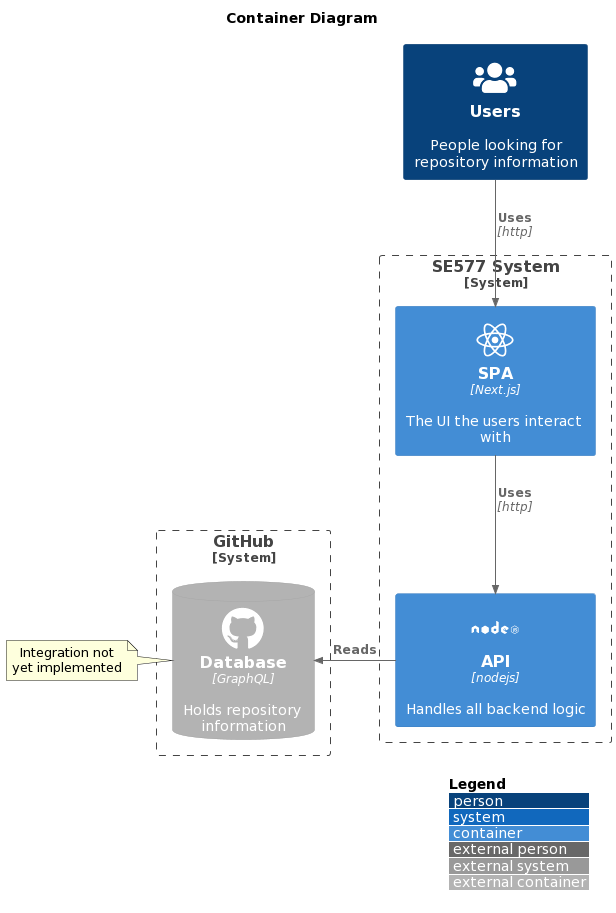 Container Diagram
Users
People looking for
repository information
Uses
[http]
SE577 System
[System]
SPA
[Next.js]
The UI the users interact
with
Uses
[http]
GitHub
[System]
Database
[GraphQL]
Holds repository
information
Integration not
yet implemented
Reads
node
API
[nodejs]
Handles all backend logic
Legend
person
system
container
external person
external system
external container